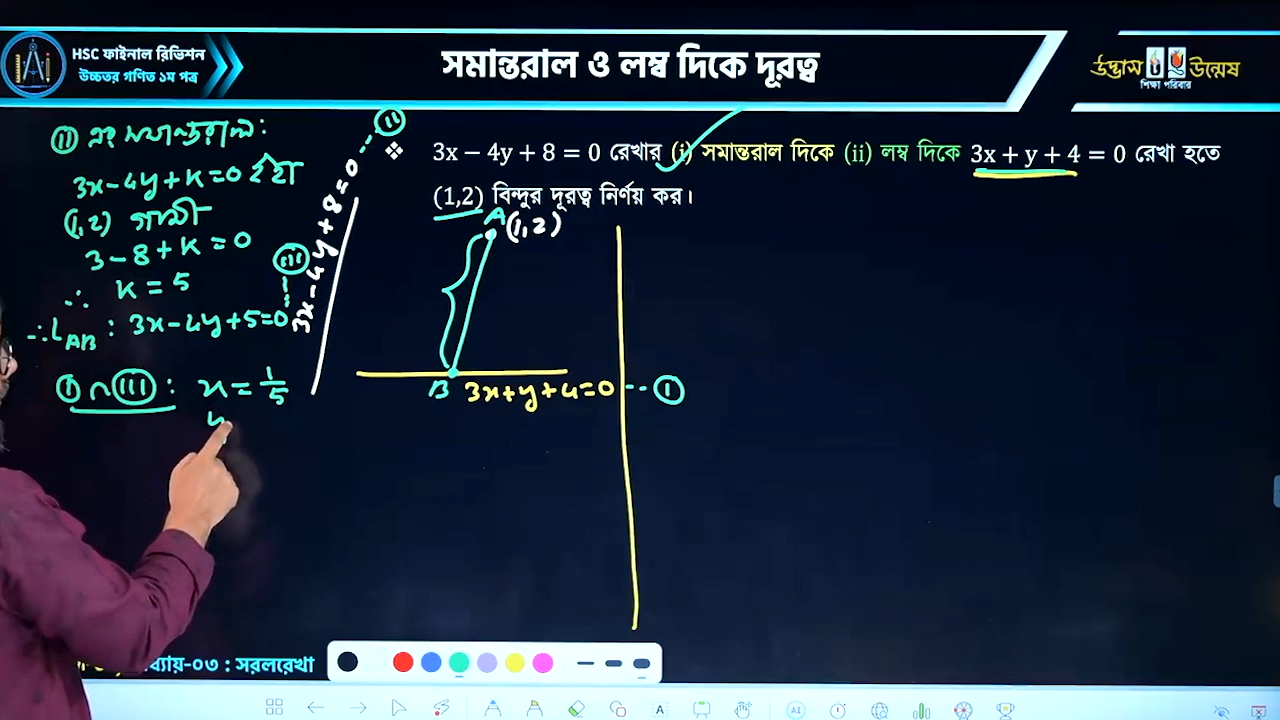 HSC ফাইনাল রিভিশন
উচ্চতর গণিত ১ম পত্র
সমান্তরাল ও লম্ব দিকে দূরত্ব
উদ্ভাস উন্মেষ
শিক্ষা পরিবার
❖ 3x − 4y + 8 = 0 রেখার (i) সমান্তরাল দিকে (ii) লম্ব দিকে 3x + y + 4 = 0 রেখা হতে
(1,2) বিন্দুর দূরত্ব নির্ণয় কর।
(ii) এর সমান্তরাল:
3x-4y+k=0 ইহা
(1,2) গামী
3-8+k=0
∴ k=5
∴L_AB: 3x-4y+5=0 ---(iii)
(i)∩(iii): x=1/5
y
3x-4y+8=0 ---(ii)
A (1,2)
B 3x+y+4=0 ---(i)
: সরলরেখা
A
AI